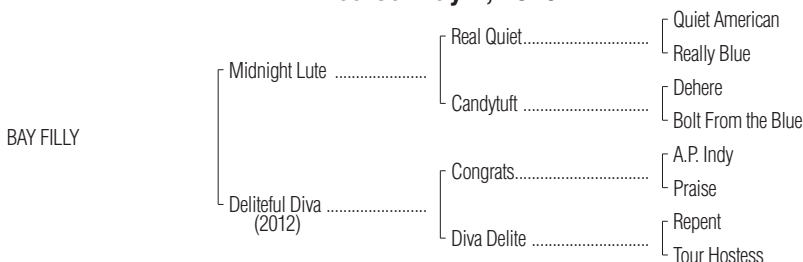 Quiet American
Real Quiet..............................
Really Blue
Midnight Lute ......................
Dehere
Candytuft ..............................
Bolt From the Blue
BAY FILLY
A.P. Indy
Congrats................................
Praise
Deliteful Diva ........................
(2012)
Repent
Diva Delite ............................
Tour Hostess